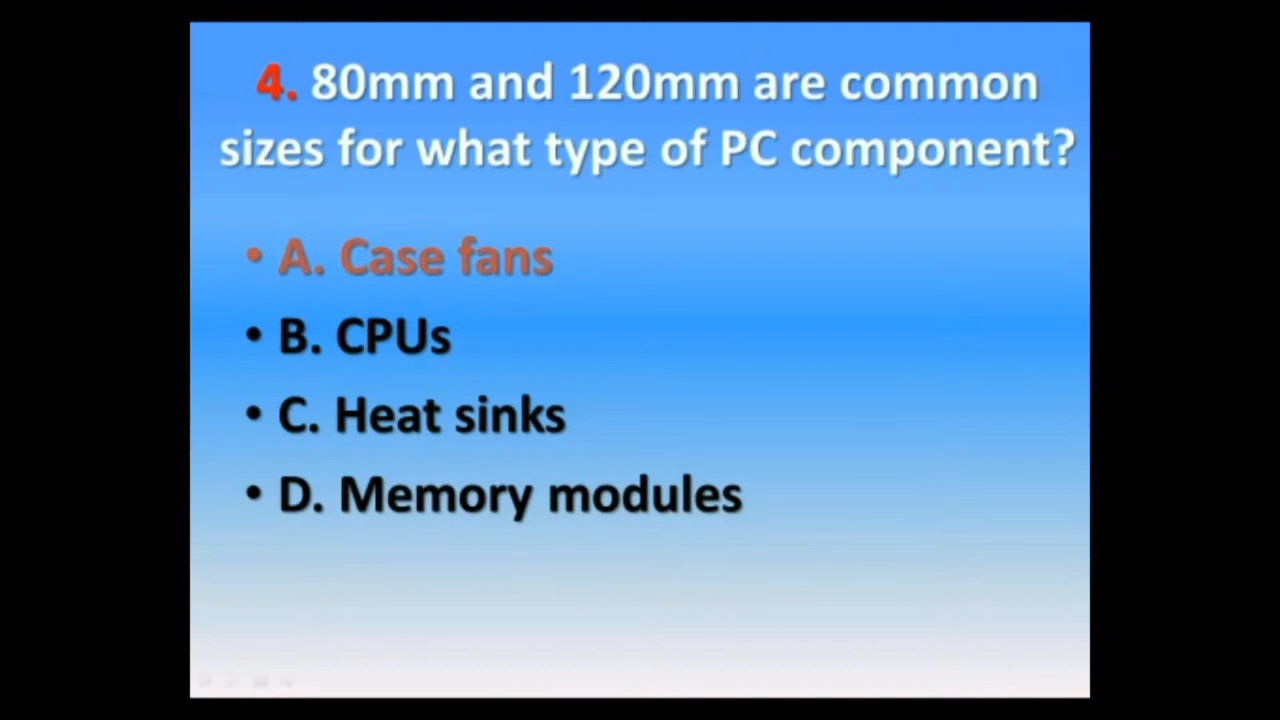 4. 80mm and 120mm are common
sizes for what type of PC component?
• A. Case fans
• B. CPUs
• C. Heat sinks
• D. Memory modules